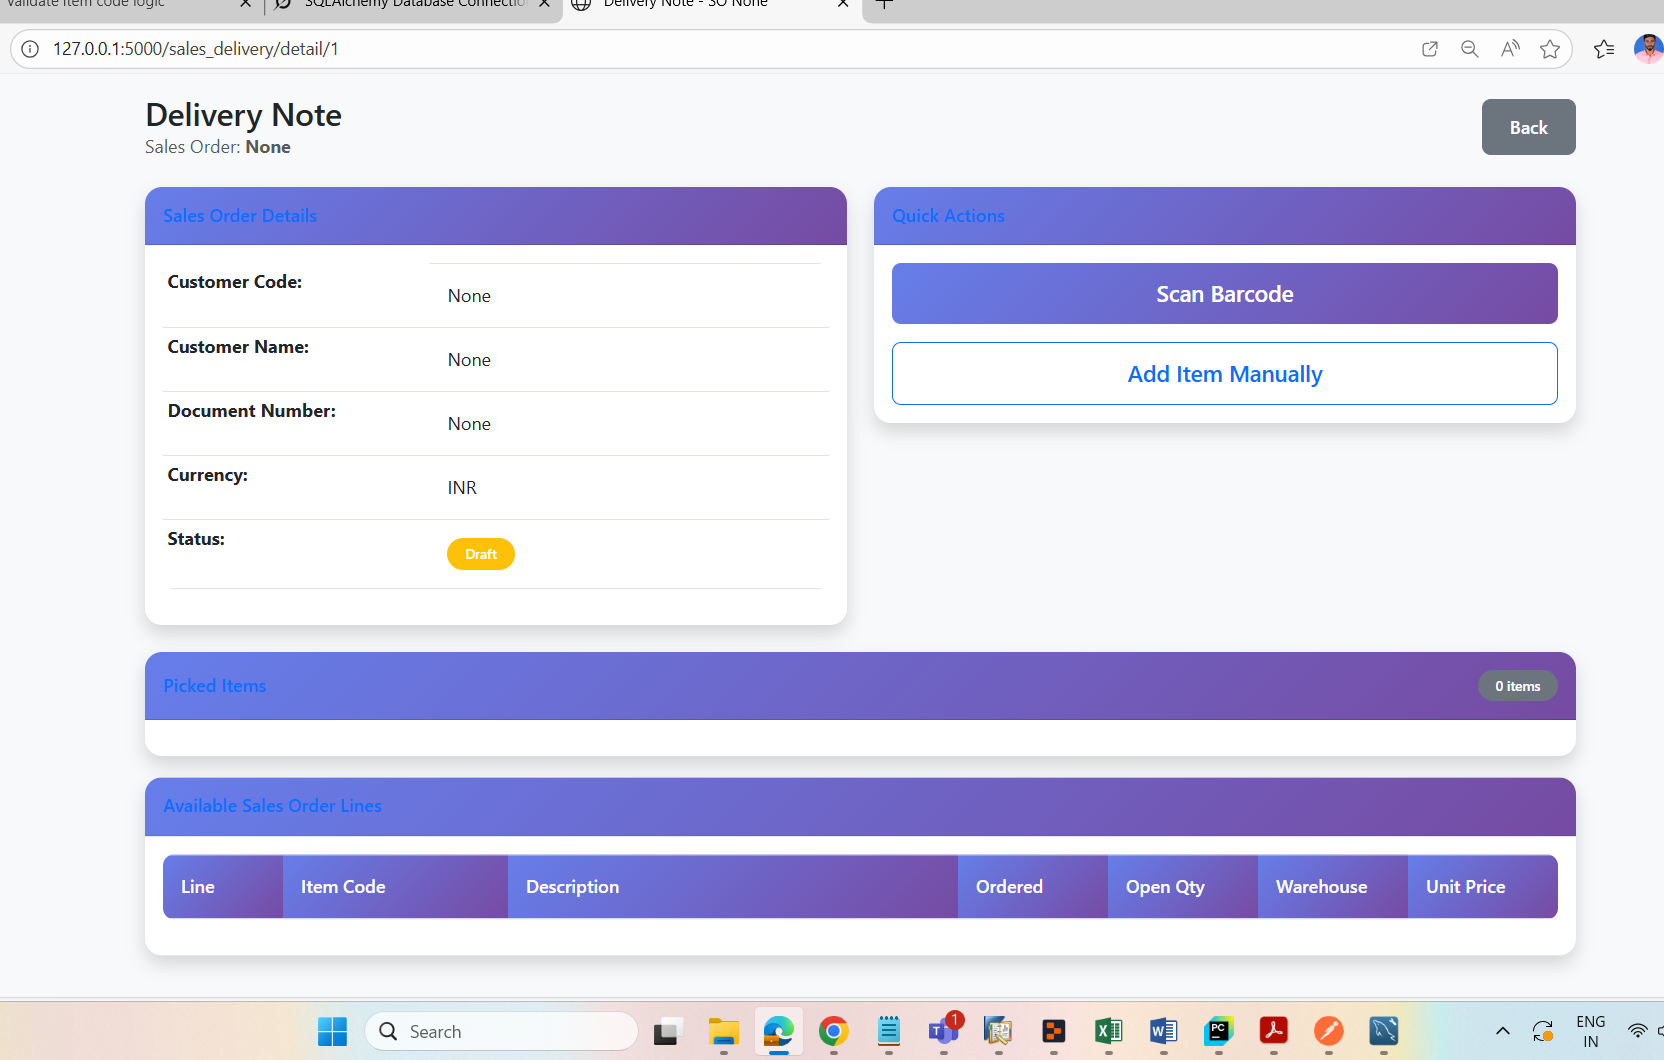 validate item code logic
SQLAlchemy Database Connectio
Delivery Note - SO None
127.0.0.1:5000/sales_delivery/detail/1
Delivery Note
Back
Sales Order: None
Sales Order Details
Quick Actions
Customer Code:
None
Scan Barcode
Customer Name:
None
Add Item Manually
Document Number:
None
Currency:
INR
Status:
Draft
Picked Items
0 items
Available Sales Order Lines
Line Item Code Description Ordered Open Qty Warehouse Unit Price
Search
1
ENG
IN